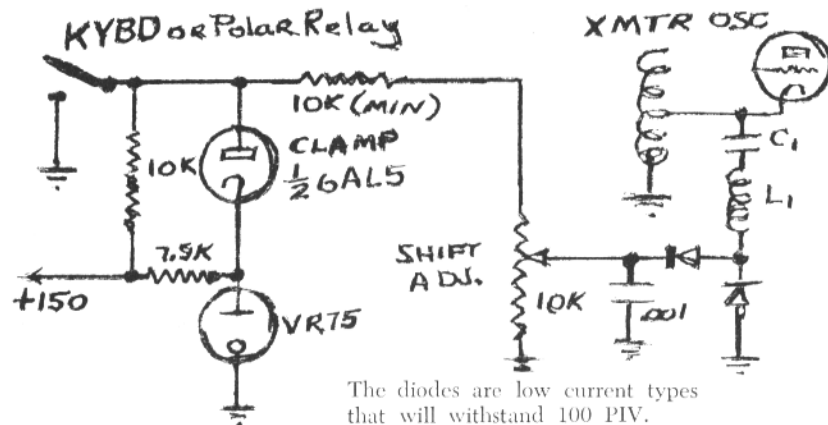 KYBD OR Polar Relay
XMTR OSC
10K (MIN)
CLAMP
1/2 6AL5
10K
C1
L1
7.5K
SHIFT
ADJ.
+150
10K
.001
VR75
The diodes are low current types
that will withstand 100 PIV.